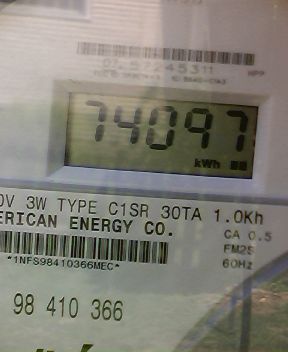 74097
kWh
0V 3W TYPE C1SR 30TA 1.0Kh
ERICAN ENERGY CO.
CA 0.5
FM2S
60Hz
*1NFS98410366MEC*
98 410 366